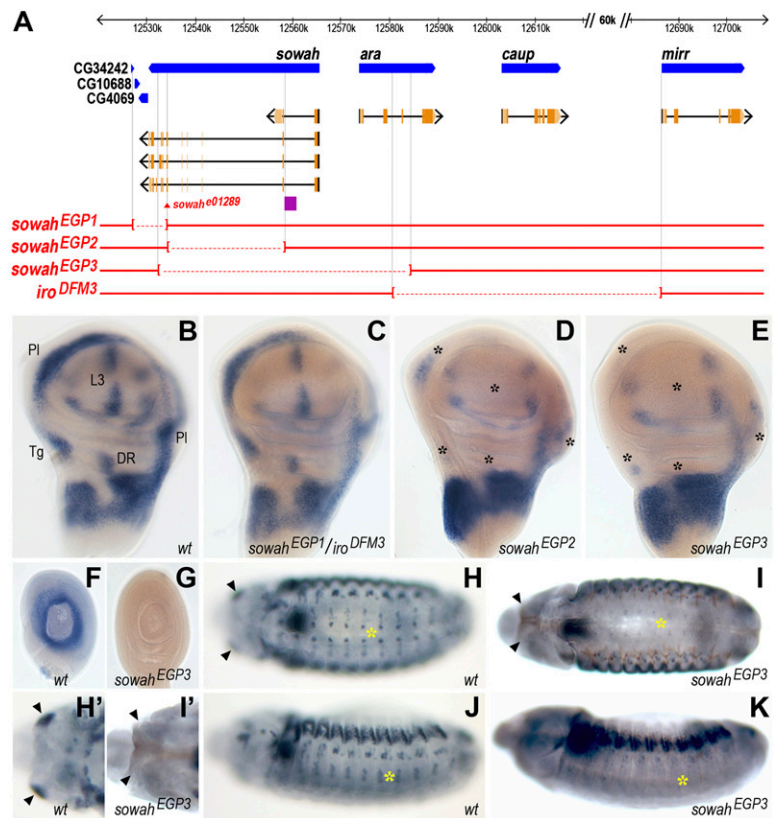 A
12530k 12540k 12550k 12560k 12570k 12580k 12590k 12600k 12610k // 60k // 12690k 12700k
sowah ara caup mirr
CG34242
CG10688
CG4069
sowah e01289
sowah EGP1
sowah EGP2
sowah EGP3
iro DFM3
B C D E
Pl
L3
Pl
Tg
DR
* * * * * * * * * *
wt
sowah EGP1/iro DFM3
sowah EGP2
sowah EGP3
F G H I
*
*
wt
sowah EGP3
wt
sowah EGP3
H' I' J K
*
*
wt
sowah EGP3
wt
sowah EGP3